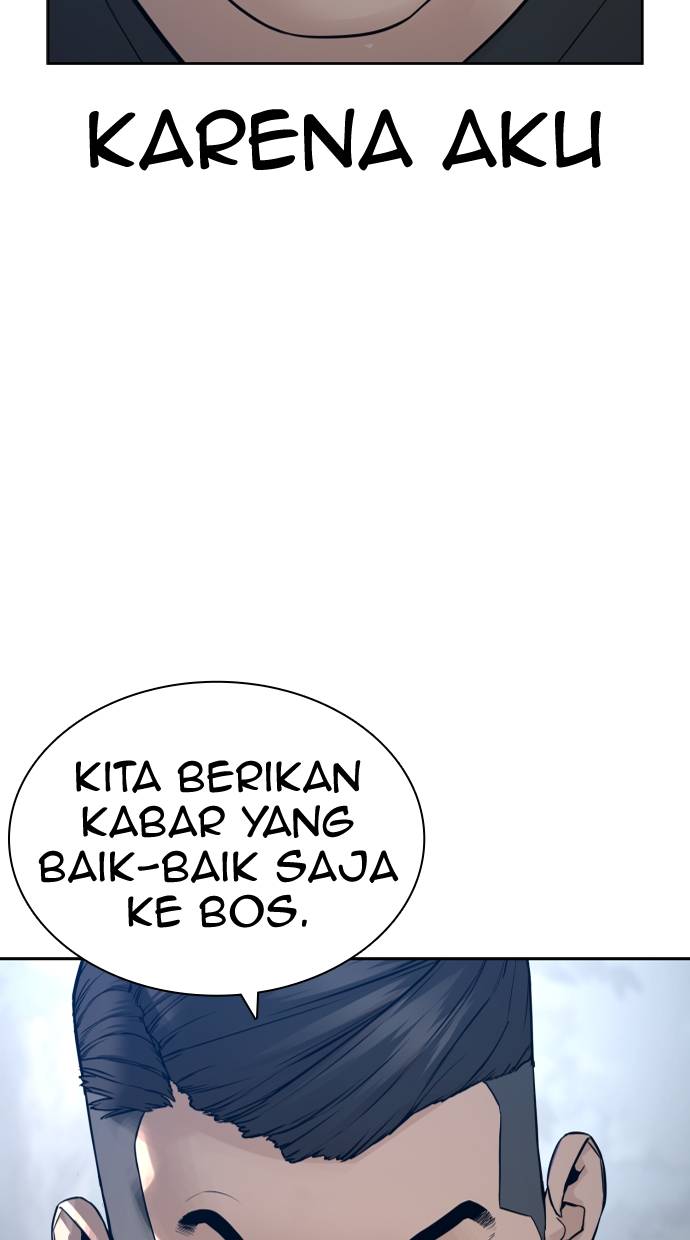 KARENA AKU
KITA BERIKAN
KABAR YANG
BAIK-BAIK SAJA
KE BOS.